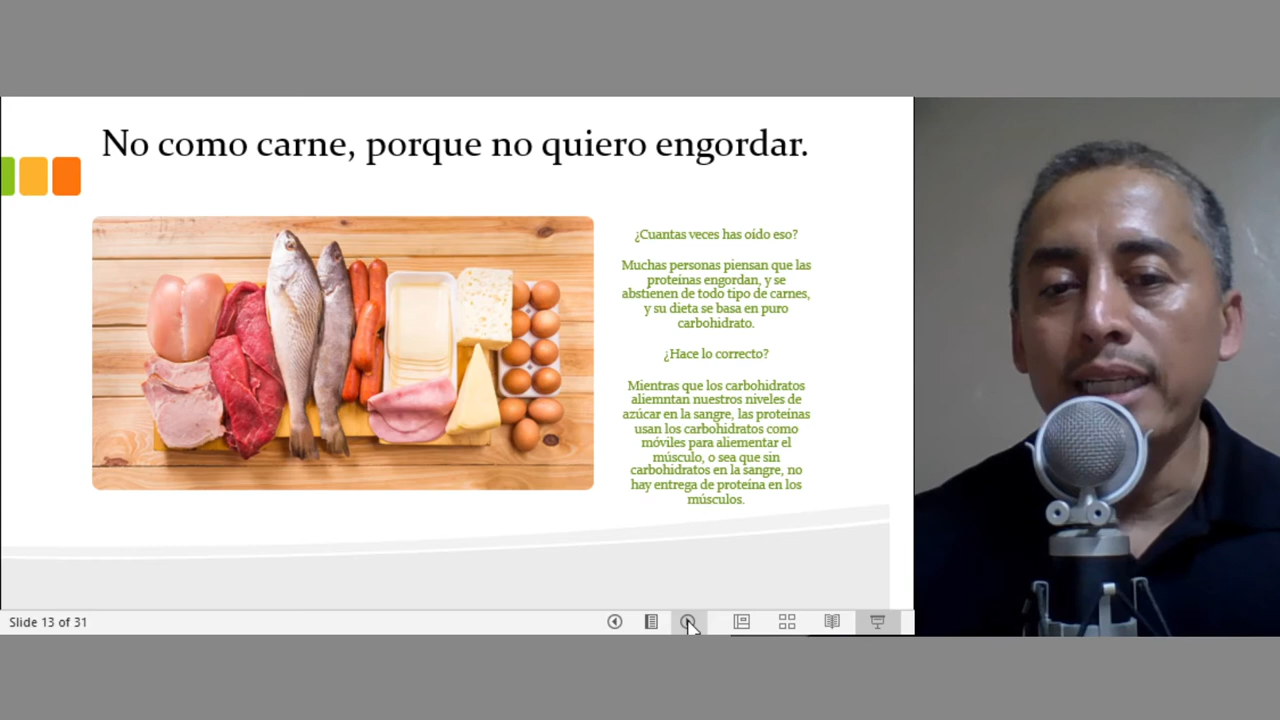 No como carne, porque no quiero engordar.
¿Cuantas veces has oído eso?
Muchas personas piensan que las
proteínas engordan, y se
abstienen de todo tipo de carnes,
y su dieta se basa en puro
carbohidrato.
¿Hace lo correcto?
Mientras que los carbohidratos
aliemntan nuestros niveles de
azúcar en la sangre, las proteínas
usan los carbohidratos como
móviles para aliementar el
músculo, o sea que sin
carbohidratos en la sangre, no
hay entrega de proteína en los
músculos.
Slide 13 of 31